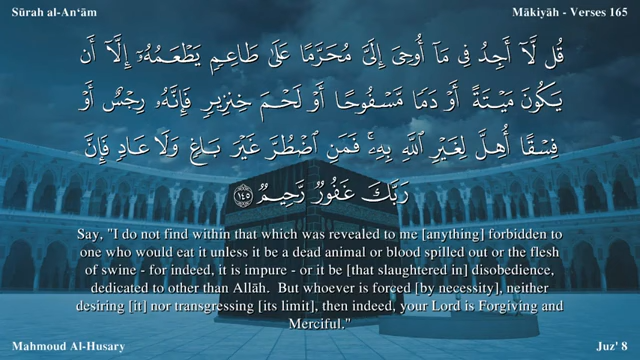 Sūrah al-An‘ām
Mākiyāh - Verses 165
قُل لَّآ أَجِدُ فِى مَآ أُوحِىَ إِلَىَّ مُحَرَّمًا عَلَىٰ طَاعِمٍ يَطْعَمُهُۥٓ إِلَّآ أَن
يَكُونَ مَيْتَةً أَوْ دَمًا مَّسْفُوحًا أَوْ لَحْمَ خِنزِيرٍ فَإِنَّهُۥ رِجْسٌ أَوْ
فِسْقًا أُهِلَّ لِغَيْرِ ٱللَّهِ بِهِۦ ۚ فَمَنِ ٱضْطُرَّ غَيْرَ بَاغٍ وَلَا عَادٍ فَإِنَّ
رَبَّكَ غَفُورٌ رَّحِيمٌ ١٤٥
Say, "I do not find within that which was revealed to me [anything] forbidden to
one who would eat it unless it be a dead animal or blood spilled out or the flesh
of swine - for indeed, it is impure - or it be [that slaughtered in] disobedience,
dedicated to other than Allāh.  But whoever is forced [by necessity], neither
desiring [it] nor transgressing [its limit], then indeed, your Lord is Forgiving and
Merciful."
Mahmoud Al-Husary
Juz' 8